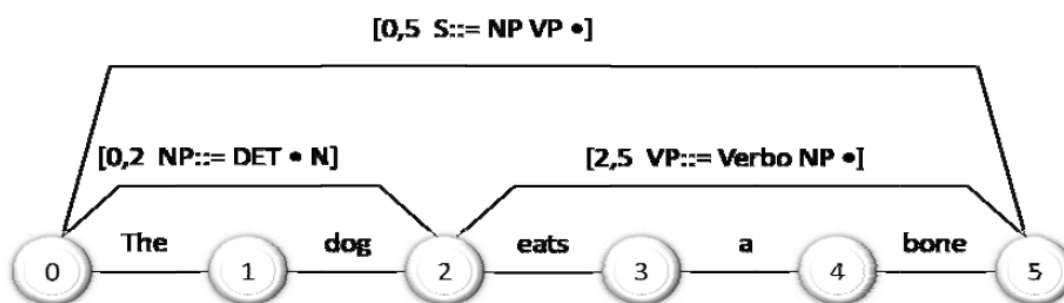 [0,5 S::= NP VP •]
[0,2 NP::= DET • N]
[2,5 VP::= Verbo NP •]
The dog eats a bone
0 1 2 3 4 5